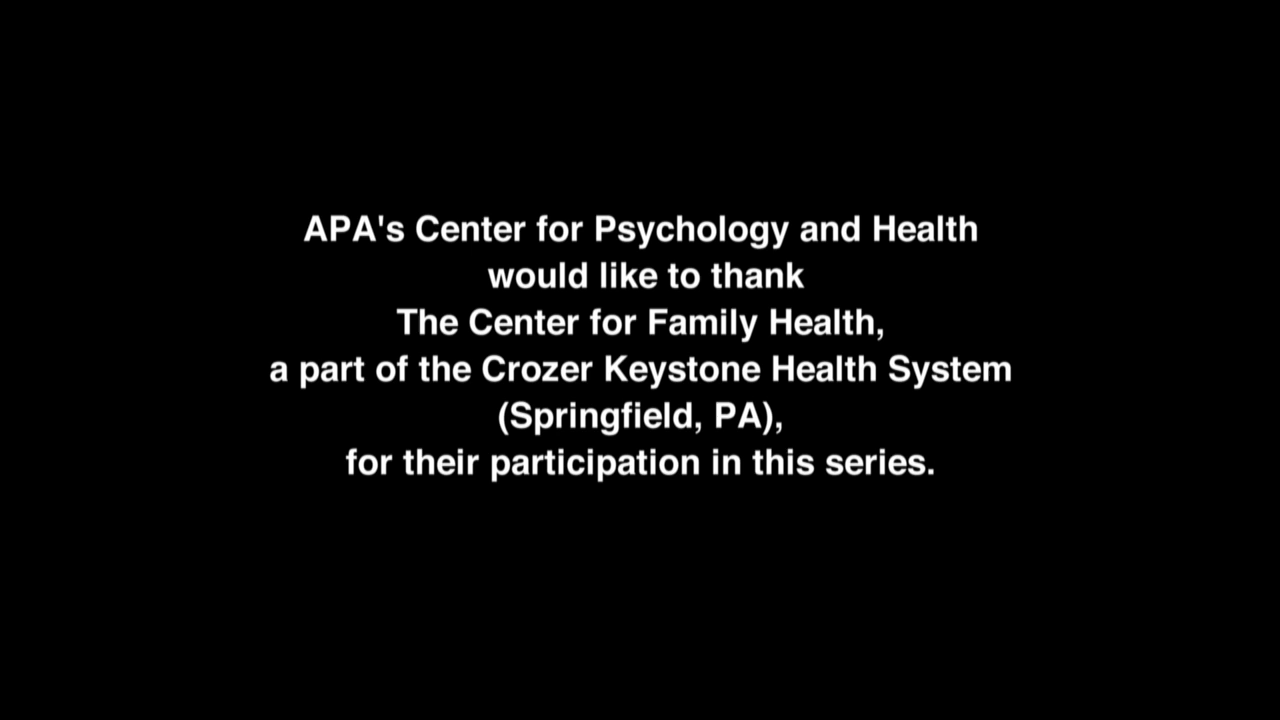 APA's Center for Psychology and Health
would like to thank
The Center for Family Health,
a part of the Crozer Keystone Health System
(Springfield, PA),
for their participation in this series.